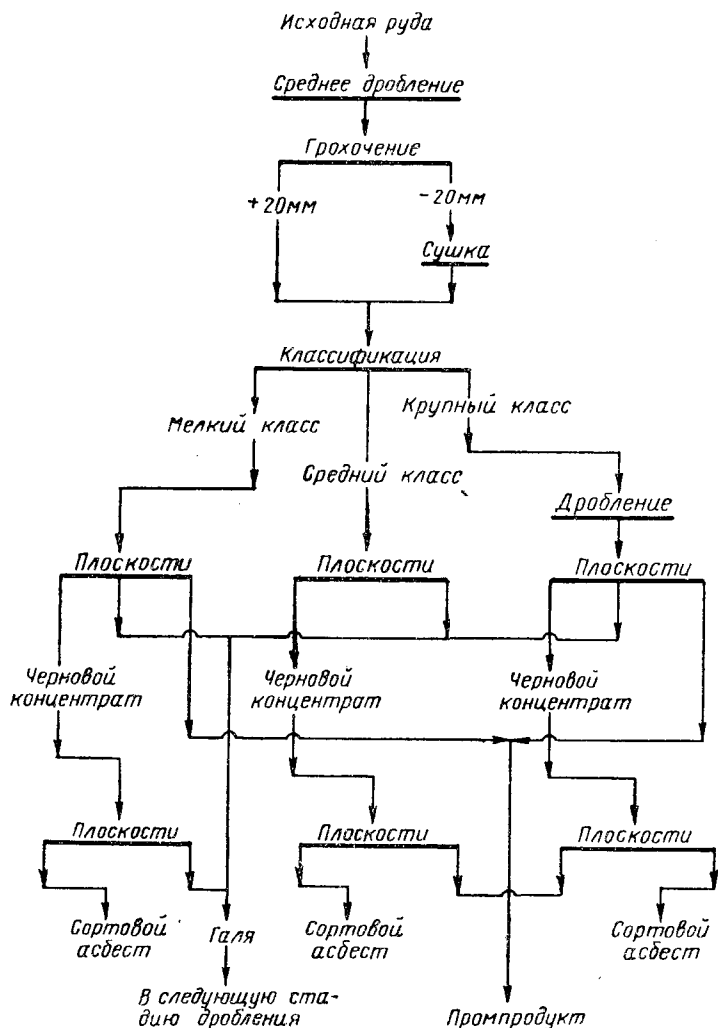 Исходная руда
Среднее дробление
Грохочение
+20мм
-20мм
Сушка
Классификация
Мелкий класс
Крупный класс
Средний класс
Дробление
Плоскости
Плоскости
Плоскости
Черновой
концентрат
Черновой
концентрат
Черновой
концентрат
Плоскости
Плоскости
Плоскости
Сортовой
асбест
Галя
Сортовой
асбест
Сортовой
асбест
В следующую ста-
дию дробления
Промпродукт